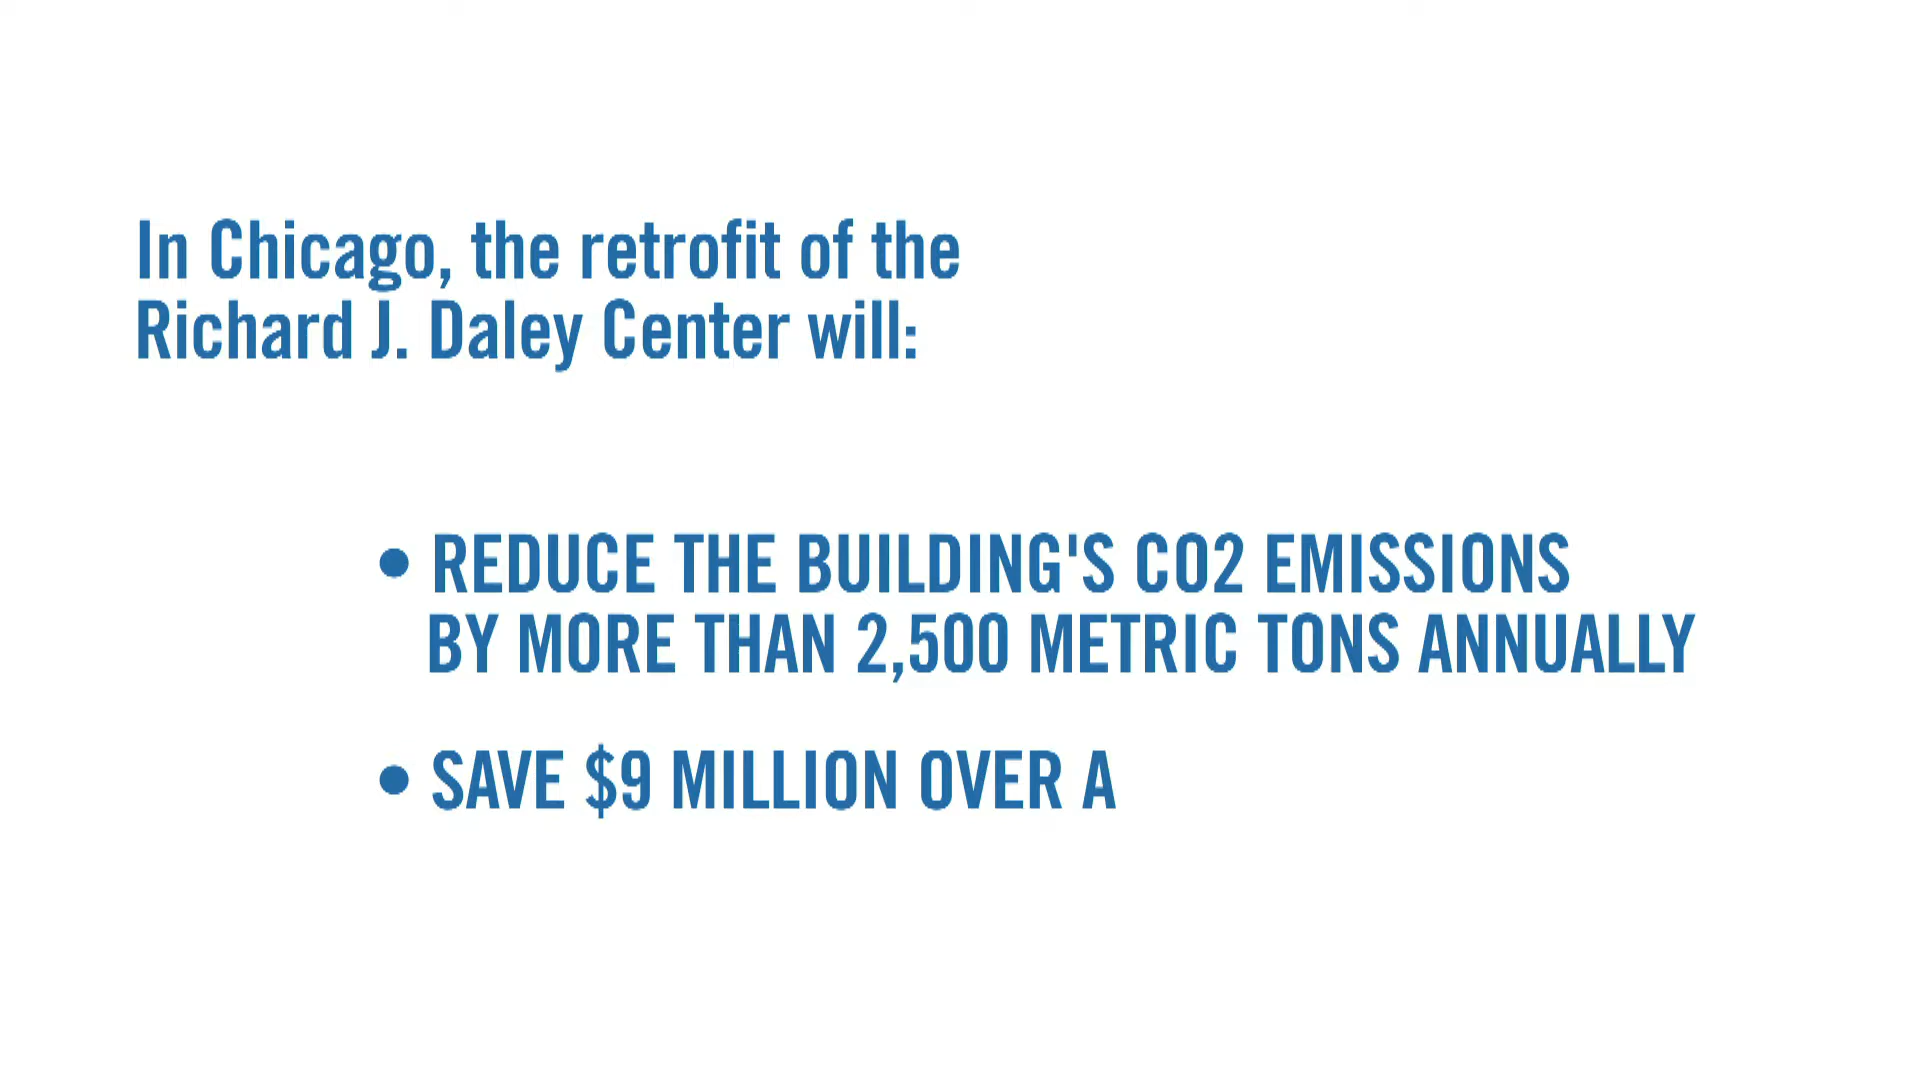 In Chicago, the retrofit of the
Richard J. Daley Center will:
• REDUCE THE BUILDING'S CO2 EMISSIONS
BY MORE THAN 2,500 METRIC TONS ANNUALLY
• SAVE $9 MILLION OVER A